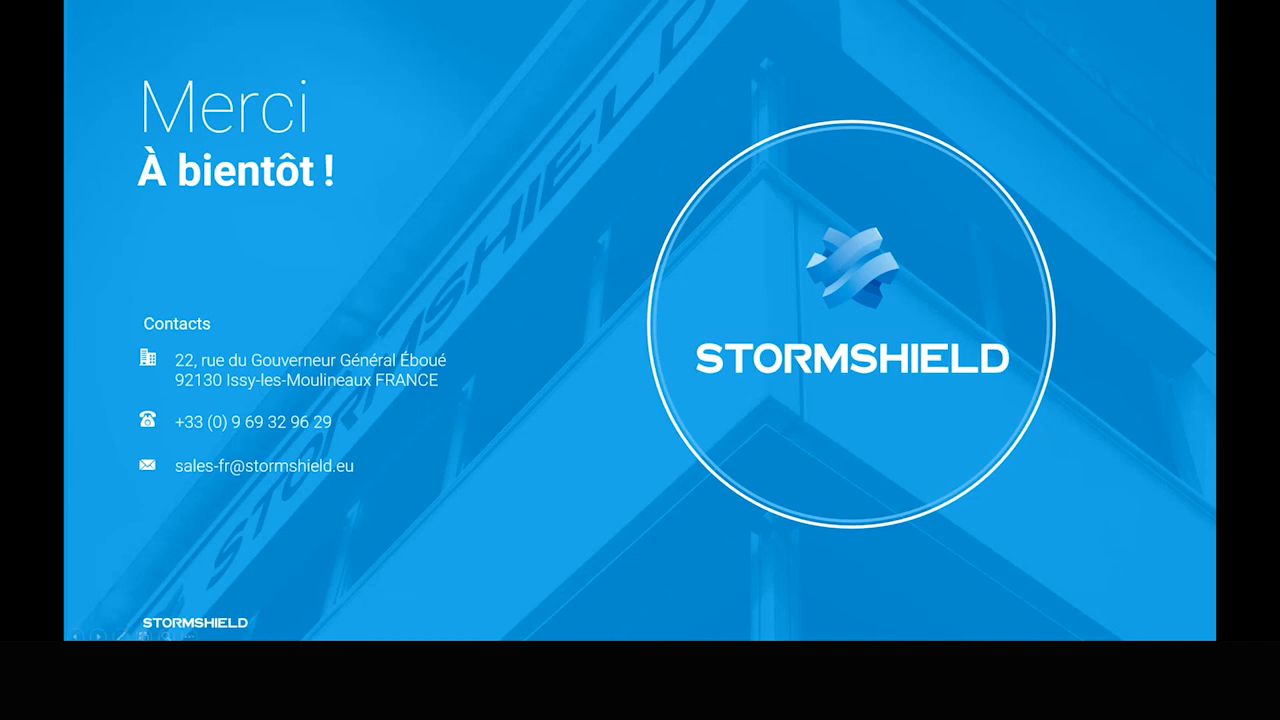 Merci
À bientôt !
Contacts
22, rue du Gouverneur Général Éboué
92130 Issy-les-Moulineaux FRANCE
+33 (0) 9 69 32 96 29
sales-fr@stormshield.eu
STORMSHIELD
STORMSHIELD
STORMSHIELD